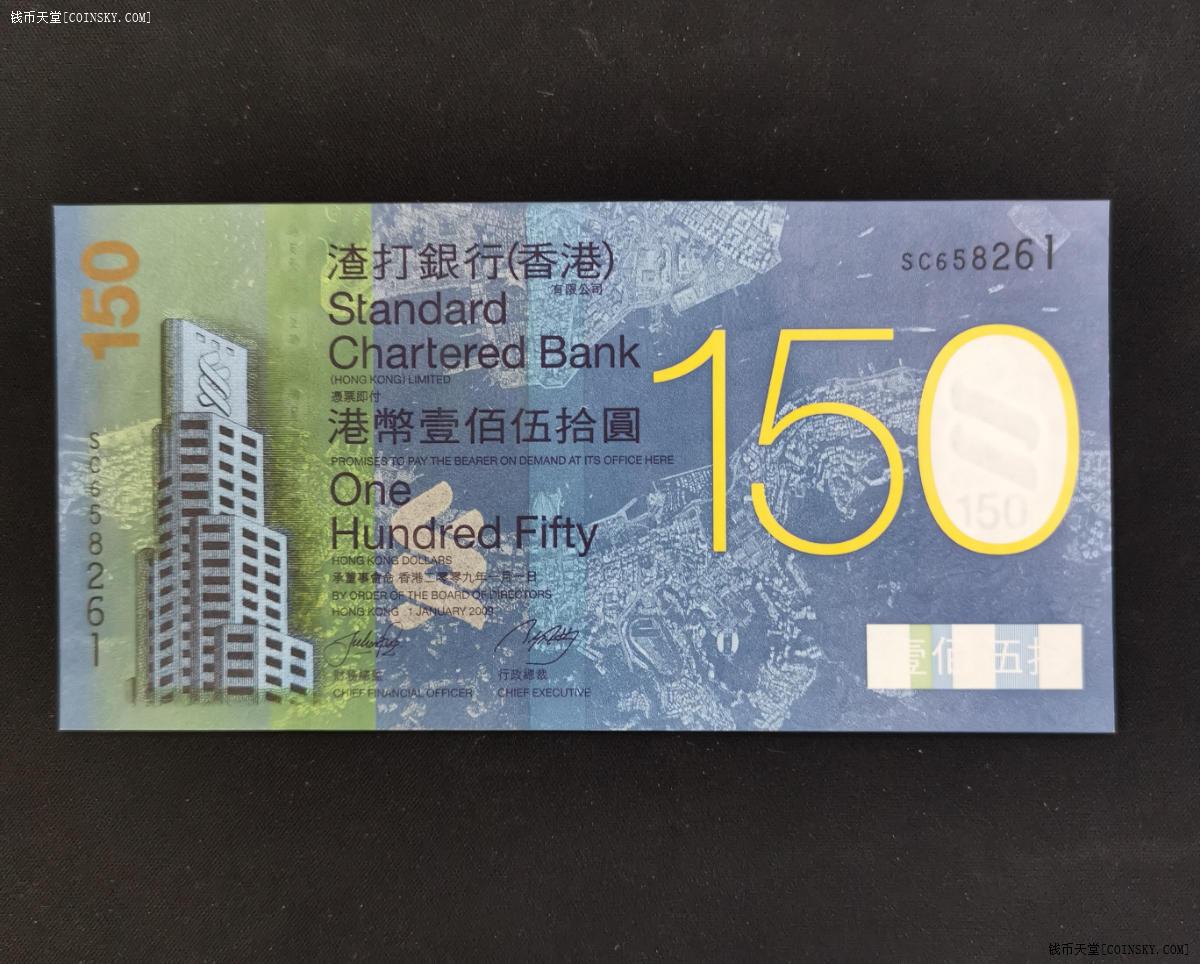 钱币天堂[COINSKY.COM]
150
SC658261
渣打銀行(香港)
有限公司
Standard
Chartered Bank
(HONG KONG) LIMITED
憑票即付
港幣壹佰伍拾圓
PROMISES TO PAY THE BEARER ON DEMAND AT ITS OFFICE HERE
One
Hundred Fifty
HONG KONG DOLLARS
承董事會命 香港二零零九年一月一日
BY ORDER OF THE BOARD OF DIRECTORS
HONG KONG 1 JANUARY 2009
財務總監
行政總裁
CHIEF FINANCIAL OFFICER
CHIEF EXECUTIVE
SC658261
150
150
壹佰 伍拾
钱币天堂[COINSKY.COM]